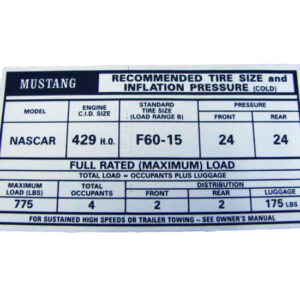 MUSTANG
RECOMMENDED TIRE SIZE and
INFLATION PRESSURE (COLD)
MODEL
ENGINE
C.I.D. SIZE
STANDARD
TIRE SIZE
(LOAD RANGE B)
PRESSURE
FRONT
REAR
NASCAR
429 H.O.
F60-15
24
24
FULL RATED (MAXIMUM) LOAD
TOTAL LOAD = OCCUPANTS PLUS LUGGAGE
MAXIMUM
LOAD (LBS)
TOTAL
OCCUPANTS
DISTRIBUTION
FRONT
REAR
LUGGAGE
775
4
2
2
175 LBS
FOR SUSTAINED HIGH SPEEDS OR TRAILER TOWING – SEE OWNER'S MANUAL